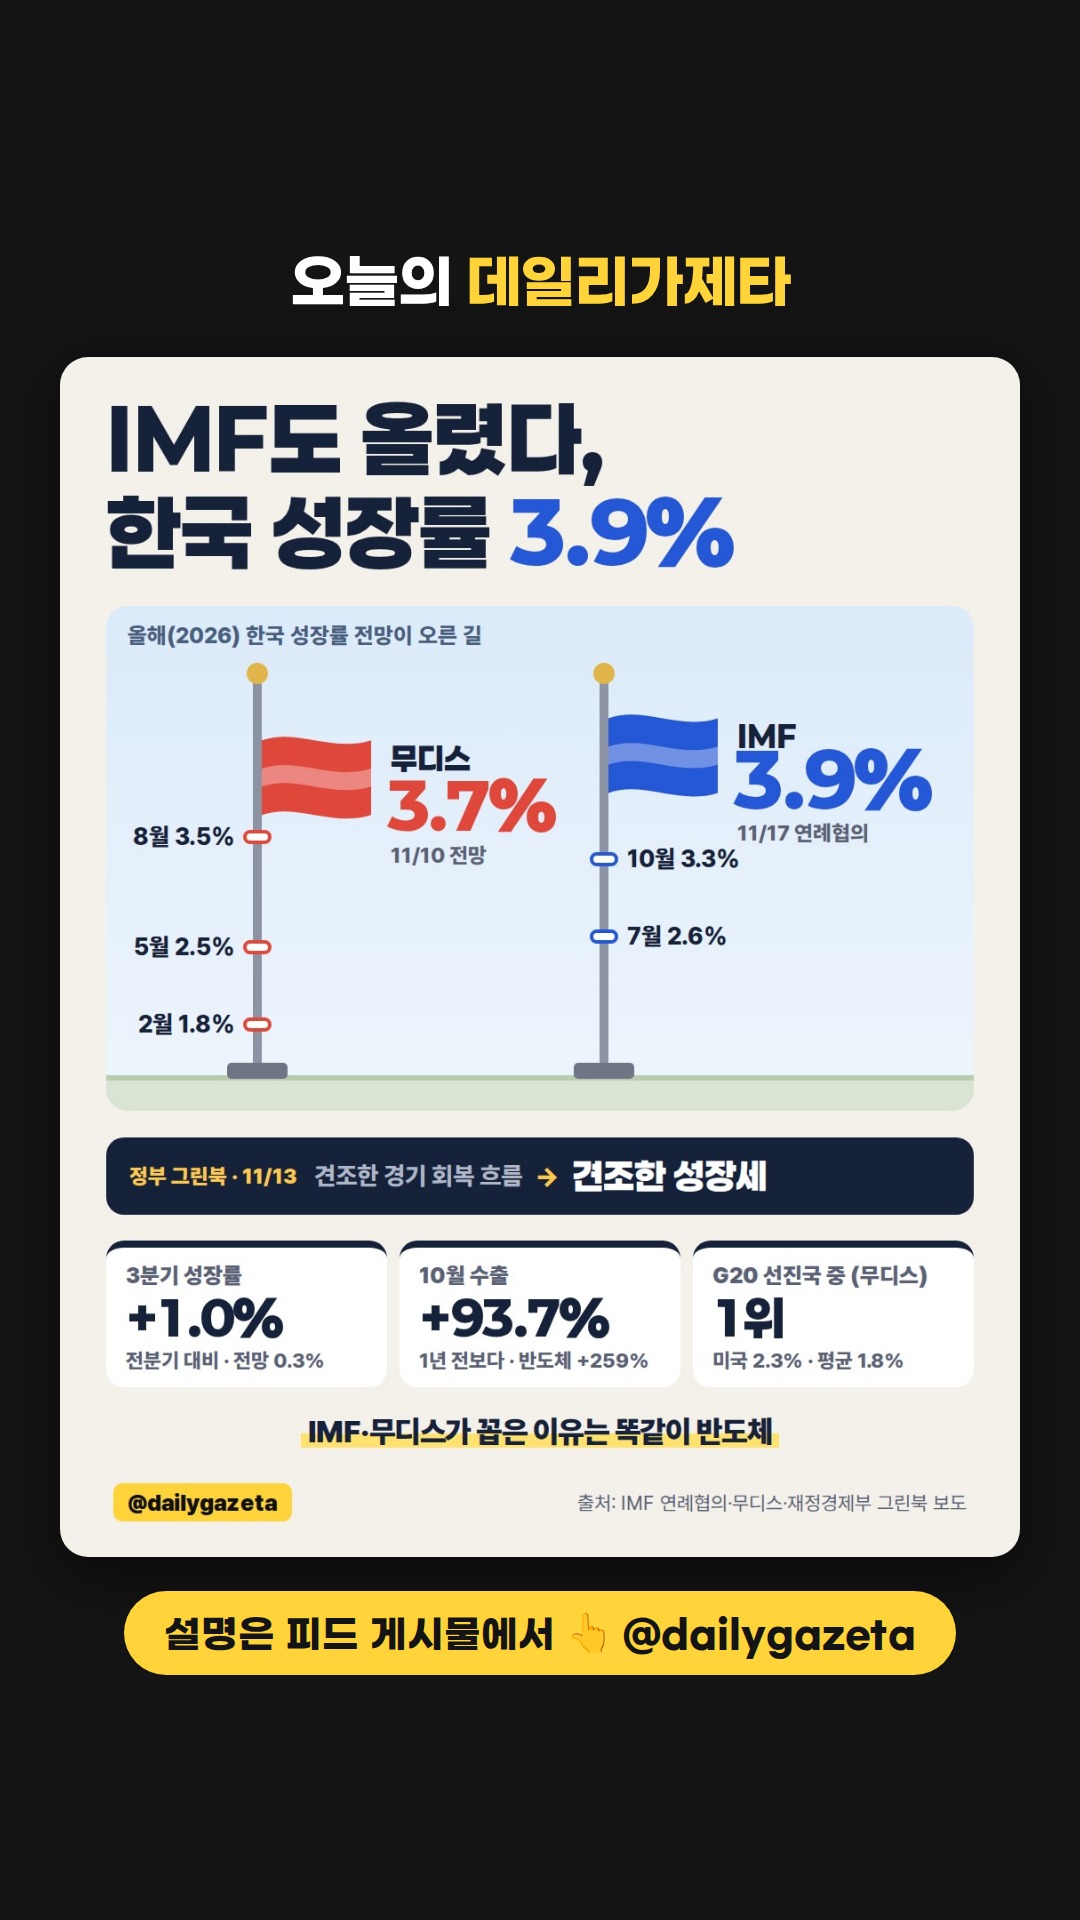 오늘의 데일리가제타
IMF도 올렸다,
한국 성장률 3.9%
올해(2026) 한국 성장률 전망이 오른 길
무디스
3.7%
11/10 전망
8월 3.5%
5월 2.5%
2월 1.8%
IMF
3.9%
11/17 연례협의
10월 3.3%
7월 2.6%
정부 그린북 · 11/13 견조한 경기 회복 흐름 → 견조한 성장세
3분기 성장률
+1.0%
전분기 대비 · 전망 0.3%
10월 수출
+93.7%
1년 전보다 · 반도체 +259%
G20 선진국 중 (무디스)
1위
미국 2.3% · 평균 1.8%
IMF·무디스가 꼽은 이유는 똑같이 반도체
@dailygazeta
출처: IMF 연례협의·무디스·재정경제부 그린북 보도
설명은 피드 게시물에서 👆 @dailygazeta